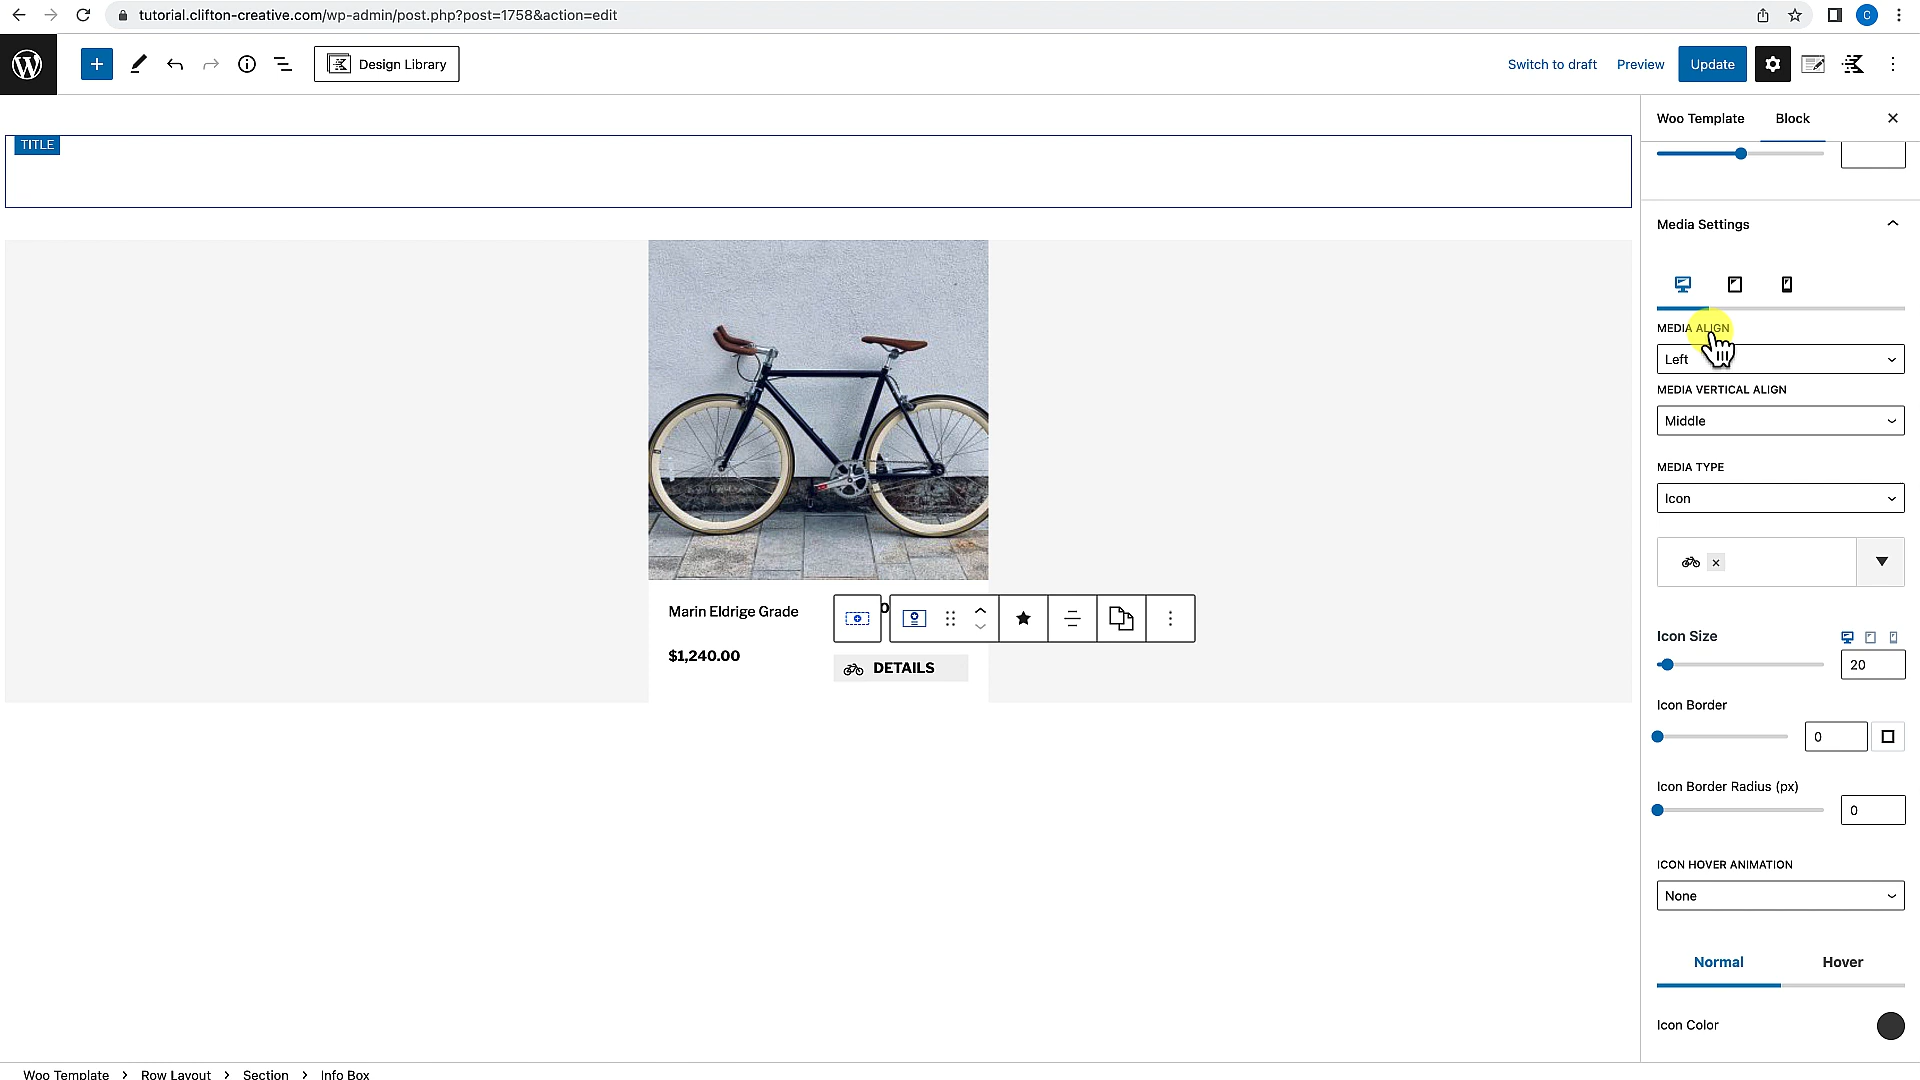 tutorial.clifton-creative.com/wp-admin/post.php?post=1758&action=edit
C
Design Library
Switch to draft
Preview
Update
Woo Template
Block
TITLE
Media Settings
MEDIA ALIGN
Left
MEDIA VERTICAL ALIGN
Middle
MEDIA TYPE
Icon
Marin Eldrige Grade
0
$1,240.00
DETAILS
Icon Size
20
Icon Border
0
Icon Border Radius (px)
0
ICON HOVER ANIMATION
None
Normal
Hover
Icon Color
Woo Template > Row Layout > Section > Info Box